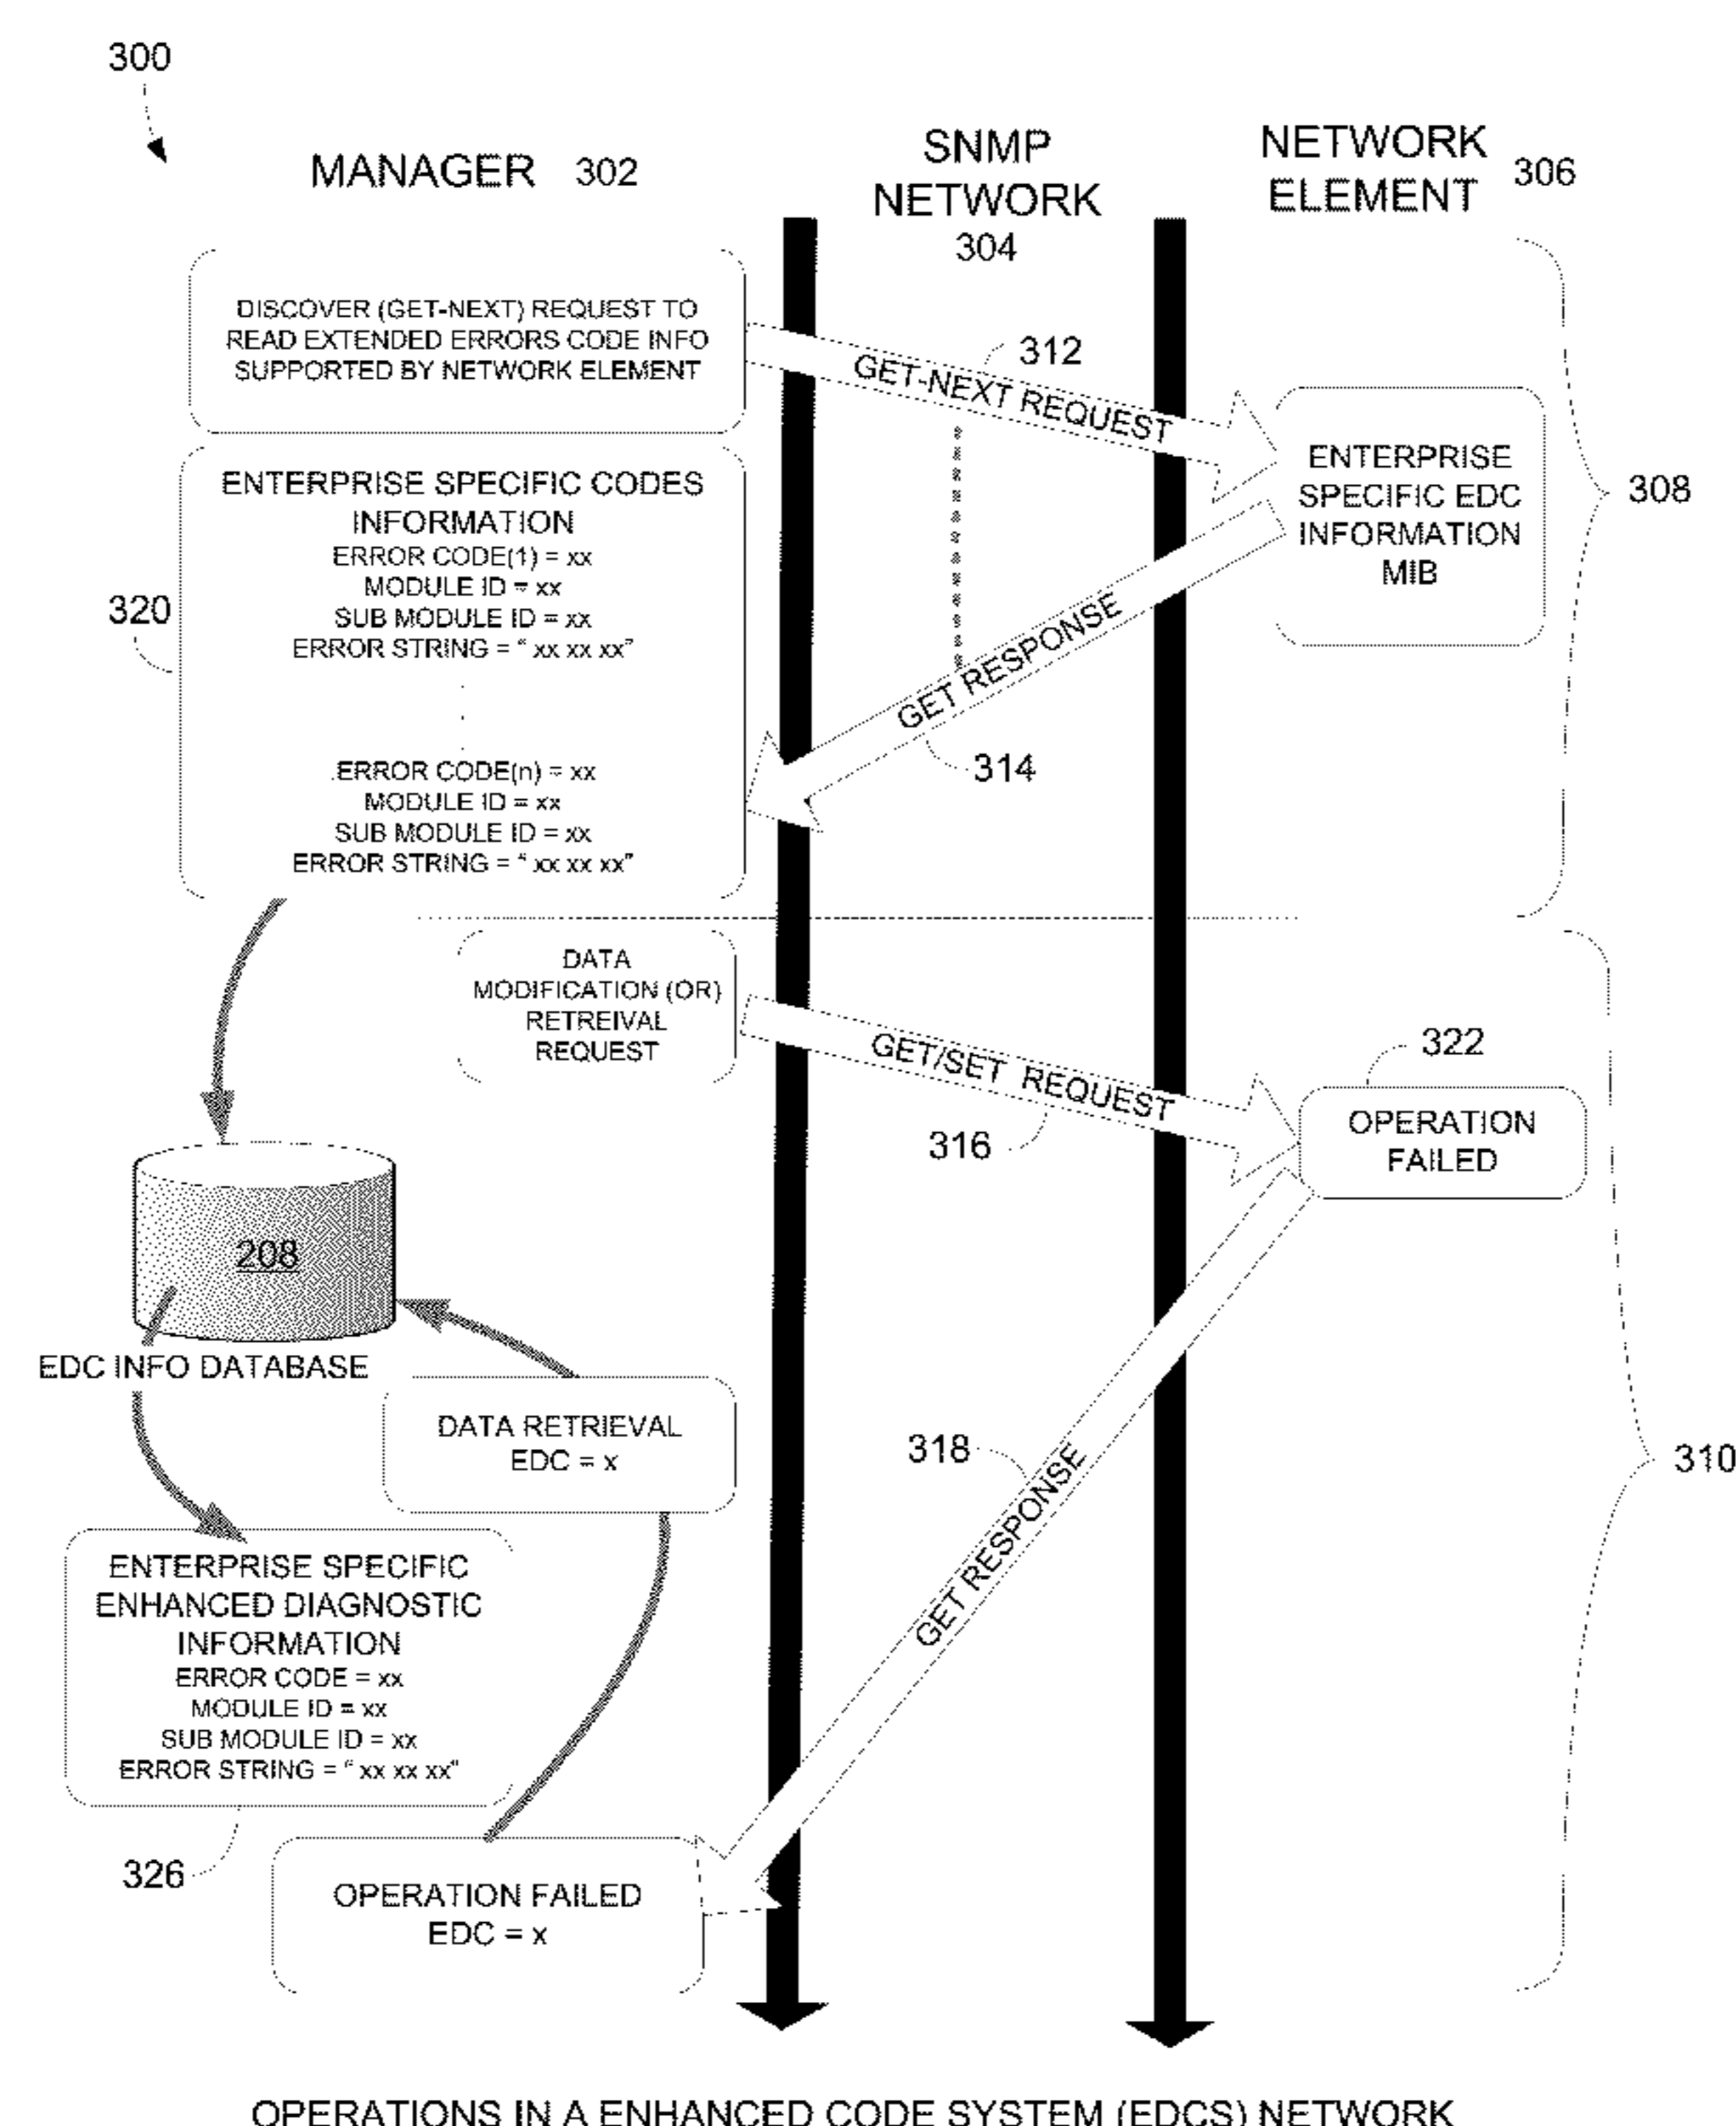 300
MANAGER 302
SNMP
NETWORK
304
NETWORK
ELEMENT
306
DISCOVER (GET-NEXT) REQUEST TO
READ EXTENDED ERRORS CODE INFO
SUPPORTED BY NETWORK ELEMENT
312
GET-NEXT REQUEST
ENTERPRISE
SPECIFIC EDC
INFORMATION
MIB
308
ENTERPRISE SPECIFIC CODES
INFORMATION
ERROR CODE(1) = xx
MODULE ID = xx
SUB MODULE ID = xx
ERROR STRING = “ xx xx xx”
.
.
.
ERROR CODE(n) = xx
MODULE ID = xx
SUB MODULE ID = xx
ERROR STRING = “ xx xx xx”
320
GET RESPONSE
314
DATA
MODIFICATION (OR)
RETREIVAL
REQUEST
GET/SET REQUEST
316
322
OPERATION
FAILED
208
EDC INFO DATABASE
DATA RETRIEVAL
EDC = x
318
GET RESPONSE
310
ENTERPRISE SPECIFIC
ENHANCED DIAGNOSTIC
INFORMATION
ERROR CODE = xx
MODULE ID = xx
SUB MODULE ID = xx
ERROR STRING = “ xx xx xx”
326
OPERATION FAILED
EDC = x
OPERATIONS IN A ENHANCED CODE SYSTEM (EDCS) NETWORK